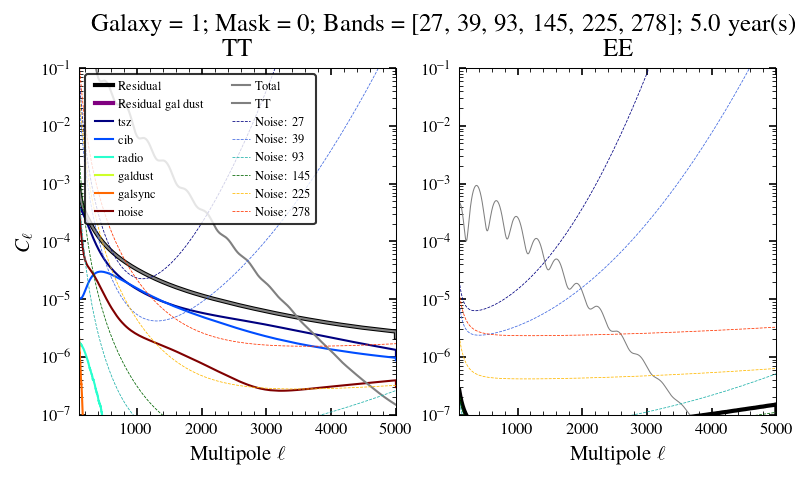 Galaxy = 1; Mask = 0; Bands = [27, 39, 93, 145, 225, 278]; 5.0 year(s)
TT
EE
10⁻¹
10⁻²
10⁻³
10⁻⁴
10⁻⁵
10⁻⁶
10⁻⁷
C_ℓ
Residual
Residual gal dust
tsz
cib
radio
galdust
galsync
noise
Total
TT
Noise: 27
Noise: 39
Noise: 93
Noise: 145
Noise: 225
Noise: 278
1000 2000 3000 4000 5000
Multipole ℓ
10⁻¹
10⁻²
10⁻³
10⁻⁴
10⁻⁵
10⁻⁶
10⁻⁷
1000 2000 3000 4000 5000
Multipole ℓ